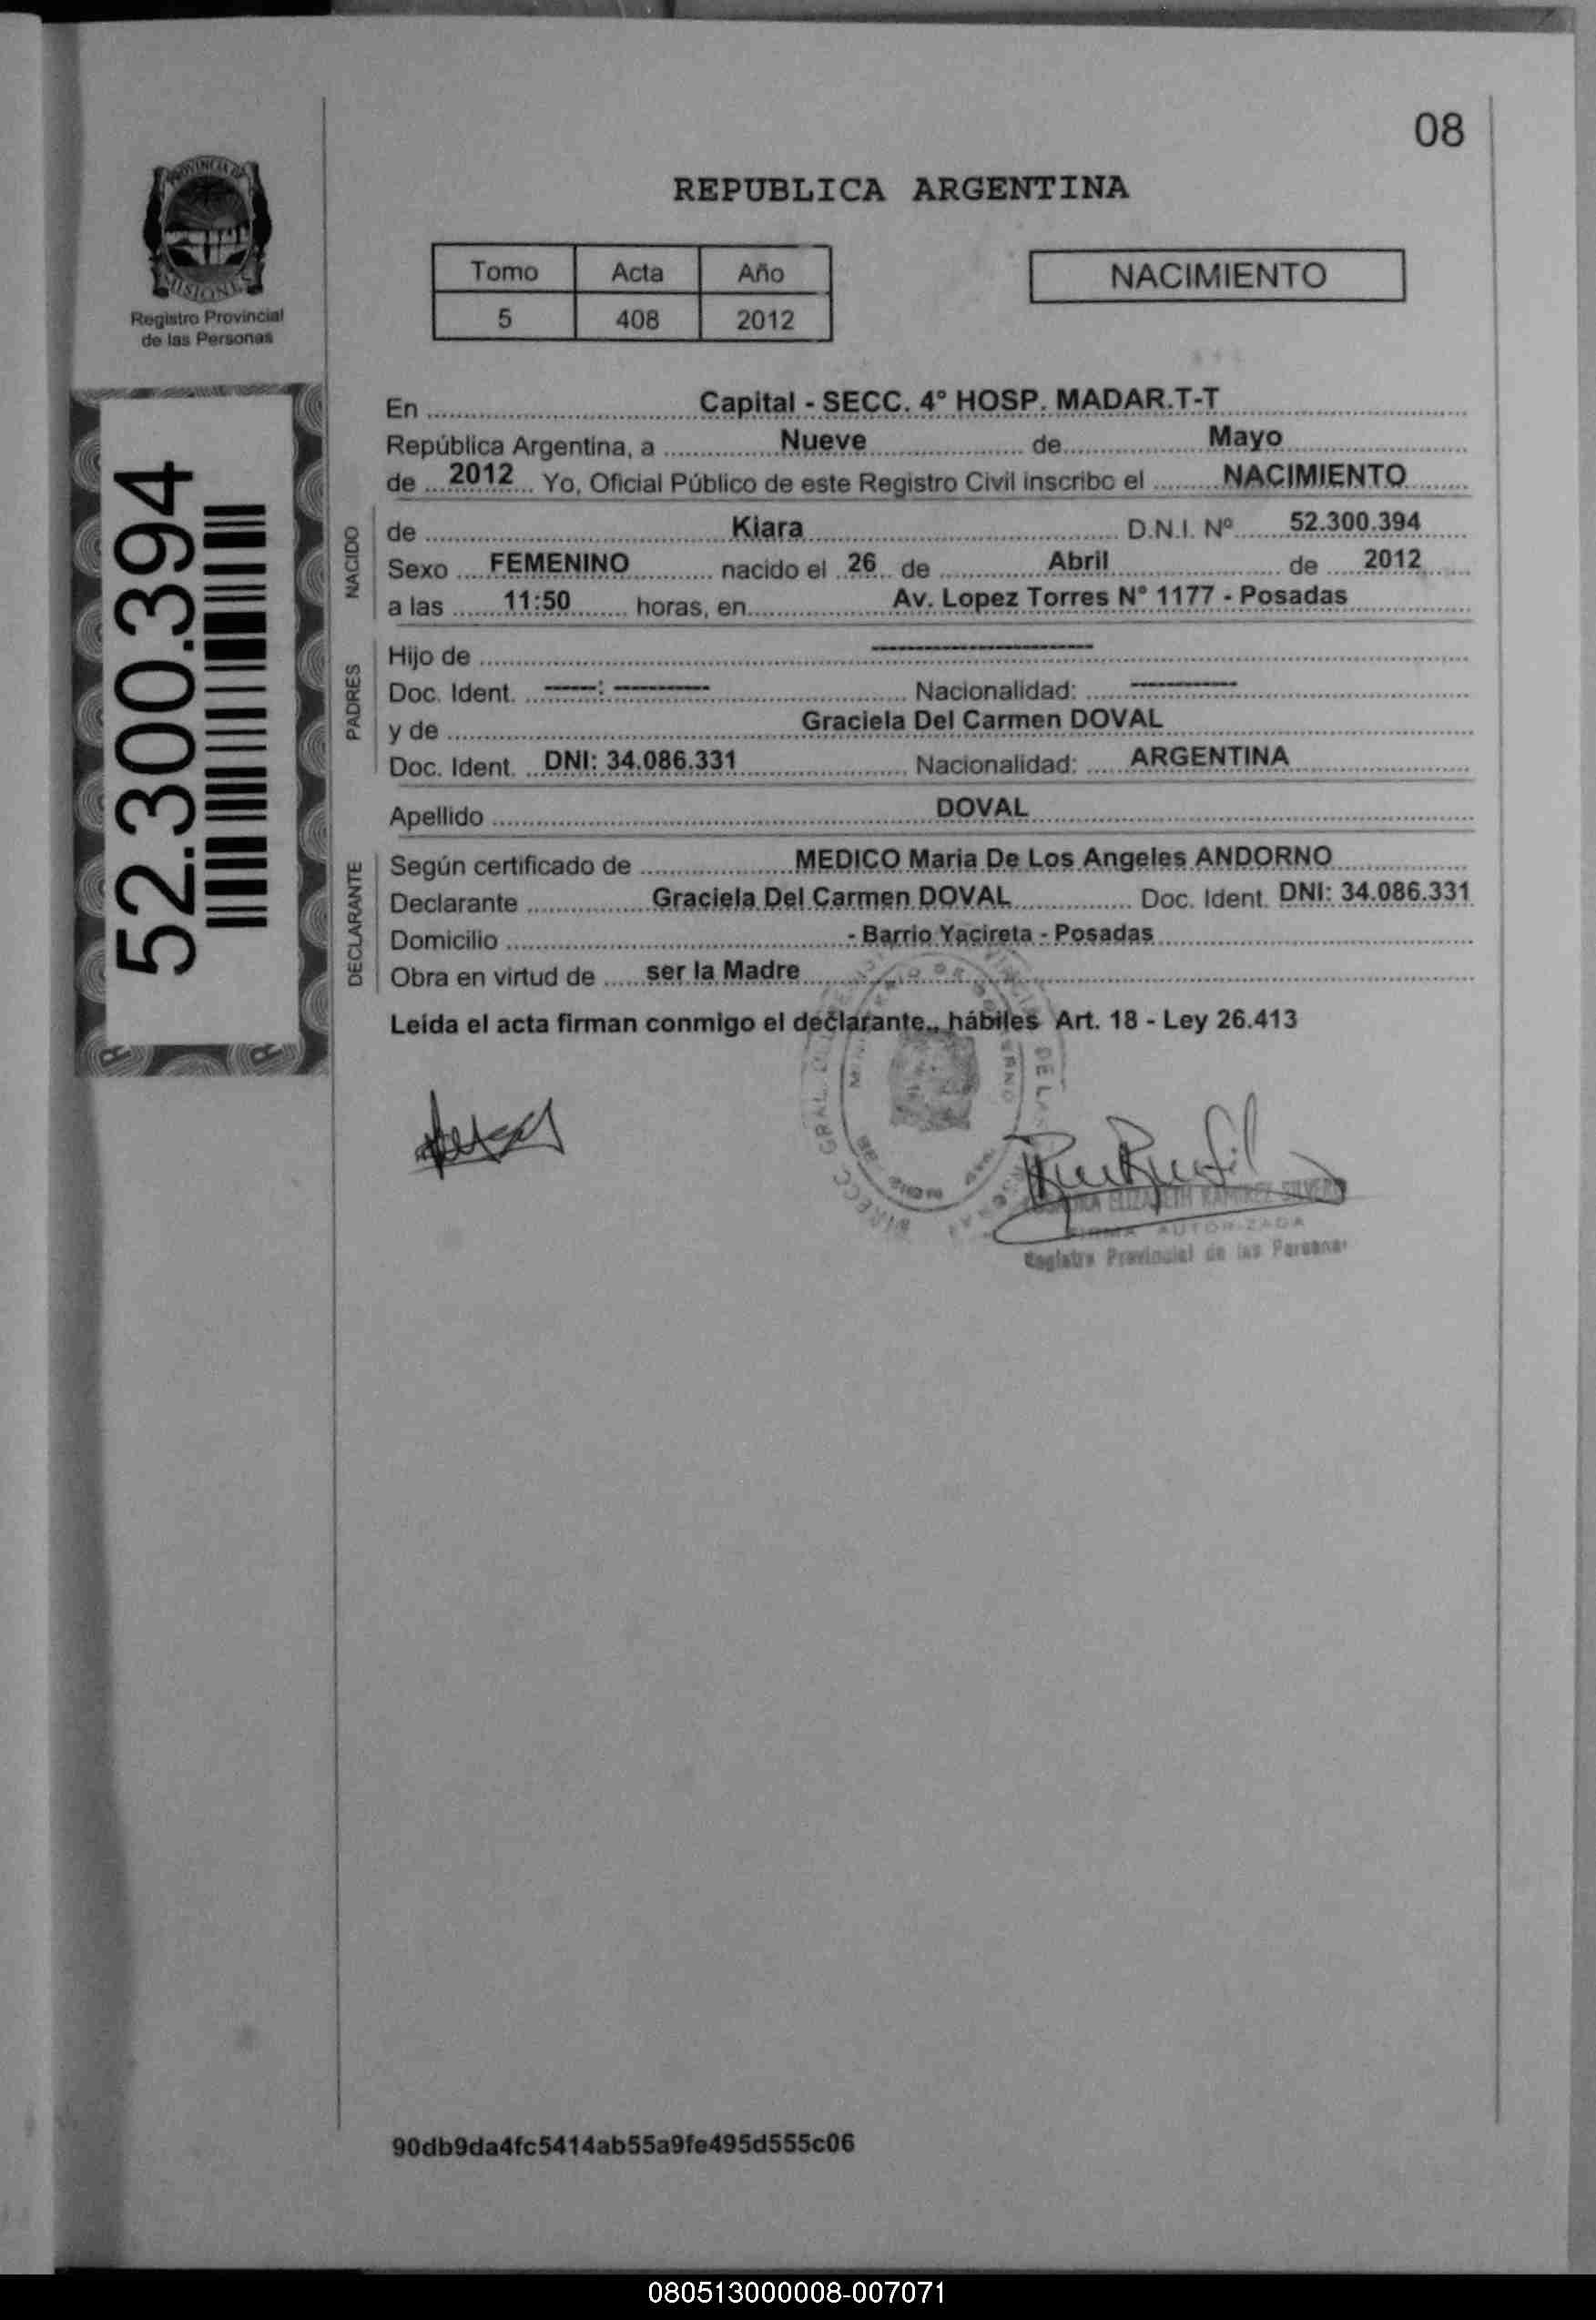 08
PROVINCIA DE
MISIONES
Registro Provincial
de las Personas
REPUBLICA ARGENTINA
Tomo Acta Año
5 408 2012
NACIMIENTO
52.300.394
En Capital - SECC. 4° HOSP. MADAR.T-T
República Argentina, a Nueve de Mayo
de 2012 Yo, Oficial Público de este Registro Civil inscribo el NACIMIENTO
NACIDO
de Kiara D.N.I. Nº 52.300.394
Sexo FEMENINO nacido el 26 de Abril de 2012
a las 11:50 horas, en Av. Lopez Torres N° 1177 - Posadas
PADRES
Hijo de ----------
Doc. Ident. -----: --------- Nacionalidad: ----------
y de Graciela Del Carmen DOVAL
Doc. Ident. DNI: 34.086.331 Nacionalidad: ARGENTINA
Apellido DOVAL
DECLARANTE
Según certificado de MEDICO Maria De Los Angeles ANDORNO
Declarante Graciela Del Carmen DOVAL Doc. Ident. DNI: 34.086.331
Domicilio - Barrio Yacireta - Posadas
Obra en virtud de ser la Madre
Leida el acta firman conmigo el declarante., hábiles Art. 18 - Ley 26.413
ELIZABETH RAMIREZ SILVERO
FIRMA AUTORIZADA
Registro Provincial de las Personas
90db9da4fc5414ab55a9fe495d555c06
080513000008-007071